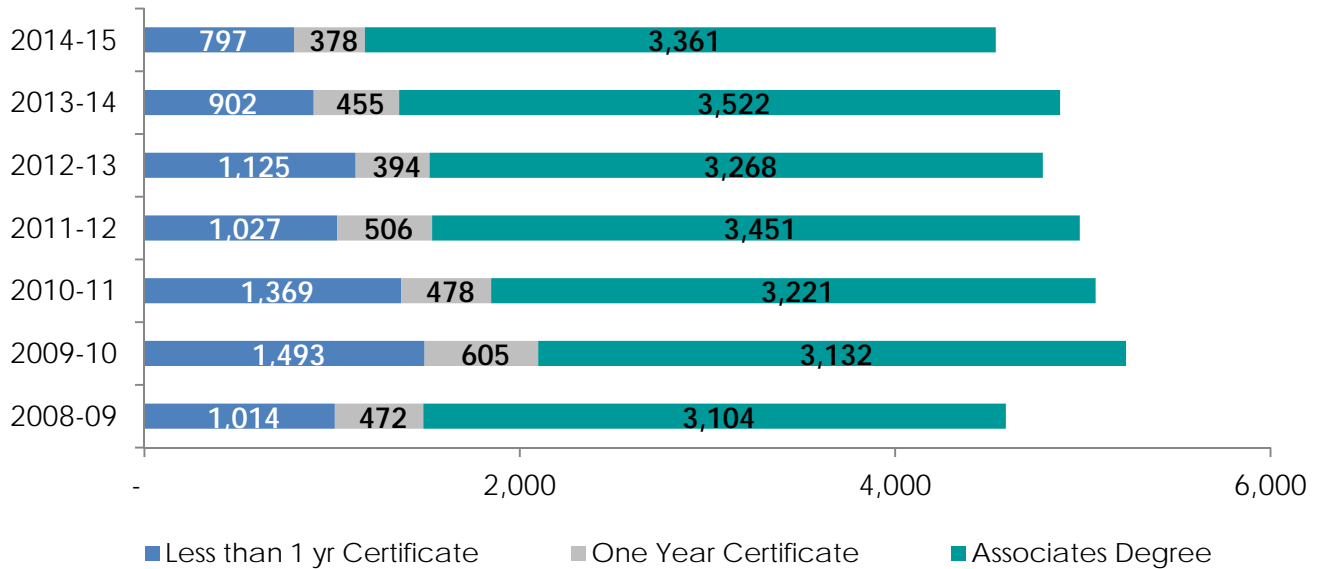 2014-15 797 378 3,361
2013-14 902 455 3,522
2012-13 1,125 394 3,268
2011-12 1,027 506 3,451
2010-11 1,369 478 3,221
2009-10 1,493 605 3,132
2008-09 1,014 472 3,104
- 2,000 4,000 6,000
Less than 1 yr Certificate One Year Certificate Associates Degree